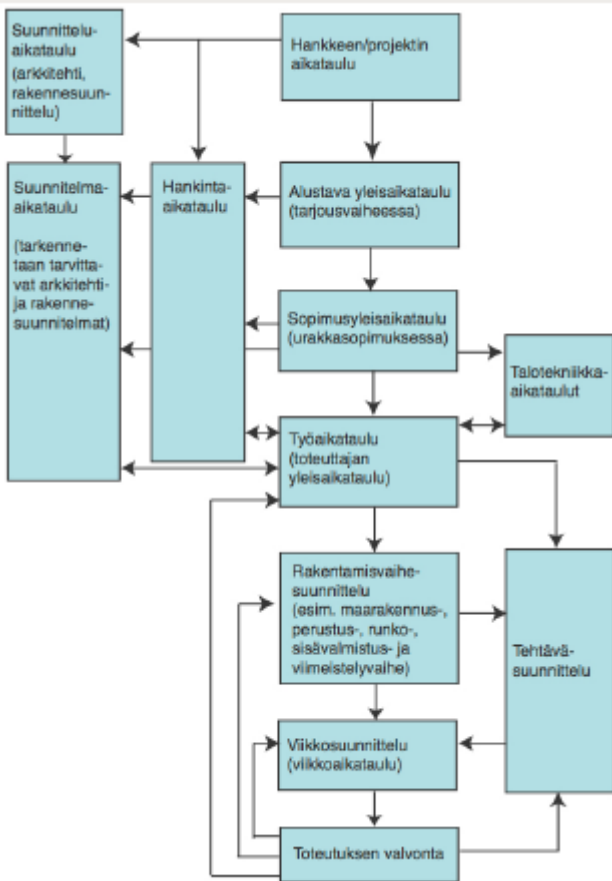 Suunnittelu-
aikataulu
(arkkitehti,
rakennesuun-
nittelu)
Hankkeen/projektin
aikataulu
Suunnitelma-
aikataulu
(tarkenne-
taan tarvitta-
vat arkkitehti-
ja rakenne-
suunnitelmat)
Hankinta-
aikataulu
Alustava yleisaikataulu
(tarjousvaiheessa)
Sopimusyleisaikataulu
(urakkasopimuksessa)
Talotekniikka-
aikataulut
Työaikataulu
(toteuttajan
yleisaikataulu)
Rakentamisvaihe-
suunnittelu
(esim. maarakennus-,
perustus-, runko-,
sisävalmistus- ja
viimeistelyvaihe)
Tehtävä-
suunnittelu
Viikkosuunnittelu
(viikkoaikataulu)
Toteutuksen valvonta